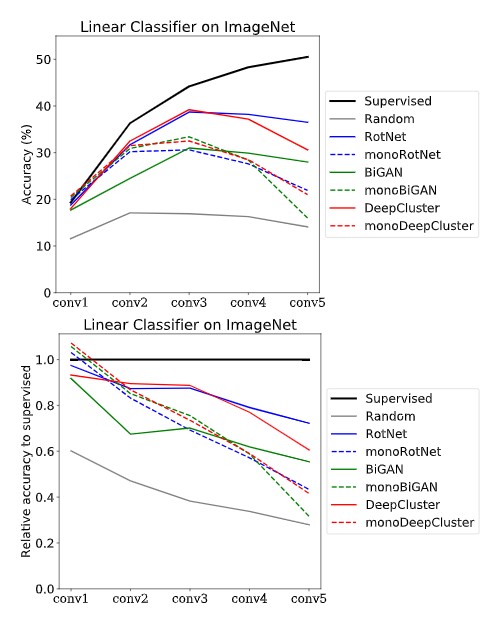 Linear Classifier on ImageNet
50
40
30
20
10
0
Accuracy (%)
conv1 conv2 conv3 conv4 conv5
Supervised
Random
RotNet
monoRotNet
BiGAN
monoBiGAN
DeepCluster
monoDeepCluster
Linear Classifier on ImageNet
1.0
0.8
0.6
0.4
0.2
0.0
Relative accuracy to supervised
conv1 conv2 conv3 conv4 conv5
Supervised
Random
RotNet
monoRotNet
BiGAN
monoBiGAN
DeepCluster
monoDeepCluster